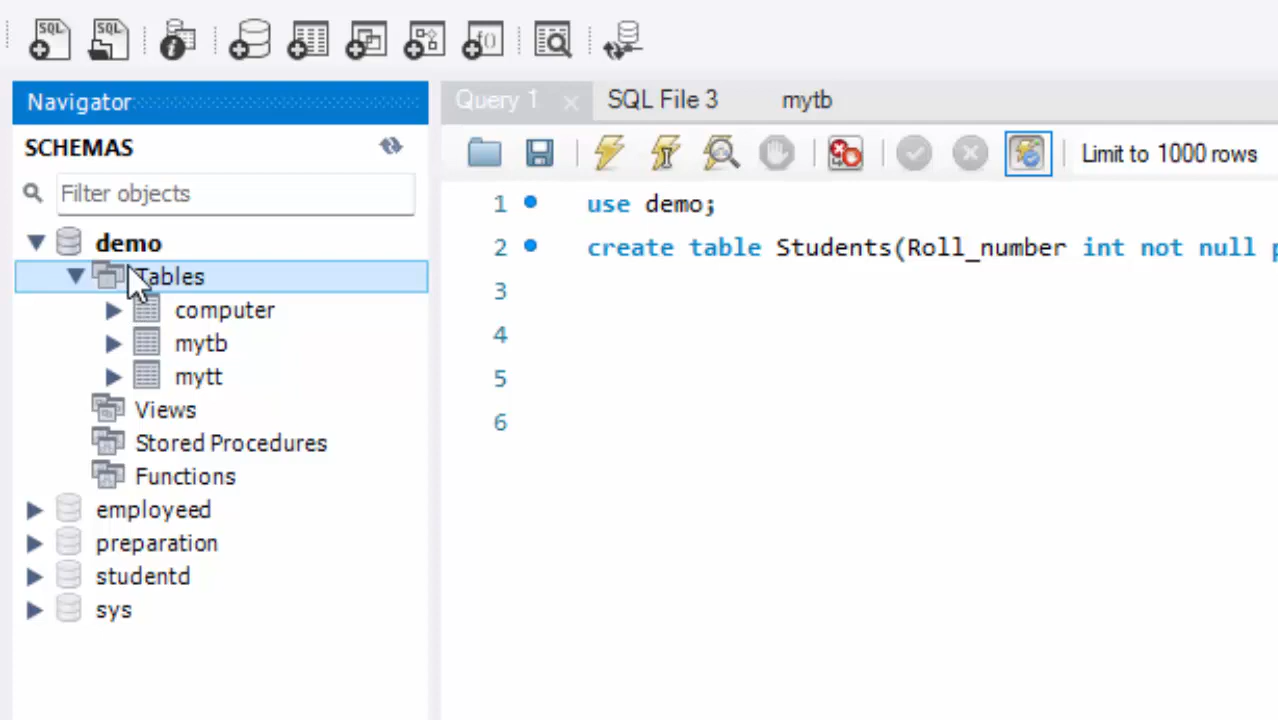 SQL SQL
Navigator
Query 1 SQL File 3 mytb
SCHEMAS
Limit to 1000 rows
Filter objects
1 use demo;
2 create table Students(Roll_number int not null p
3
4
5
6
demo
Tables
computer
mytb
mytt
Views
Stored Procedures
Functions
employeed
preparation
studentd
sys